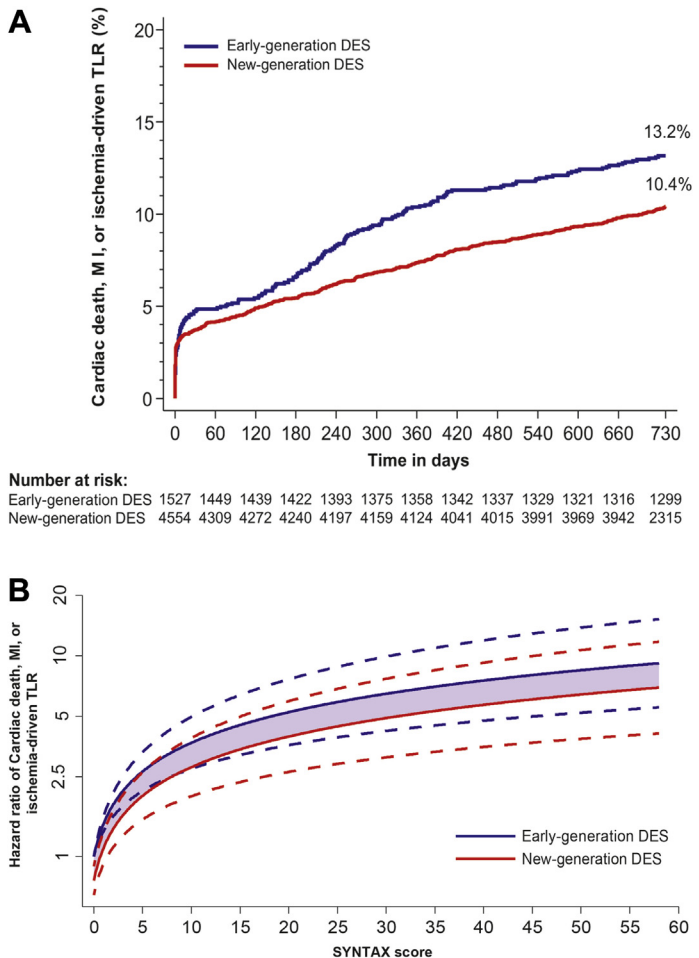 A
Cardiac death, M I, or ischemia-driven TLR (%)
20
15
10
5
0
Early-generation DES
New-generation DES
13.2%
10.4%
0 60 120 180 240 300 360 420 480 540 600 660 730
Time in days
Number at risk:
Early-generation DES 1527 1449 1439 1422 1393 1375 1358 1342 1337 1329 1321 1316 1299
New-generation DES 4554 4309 4272 4240 4197 4159 4124 4041 4015 3991 3969 3942 2315
B
Hazard ratio of Cardiac death, MI, or
ischemia-driven TLR
20
10
5
2.5
1
Early-generation DES
New-generation DES
0 5 10 15 20 25 30 35 40 45 50 55 60
SYNTAX score